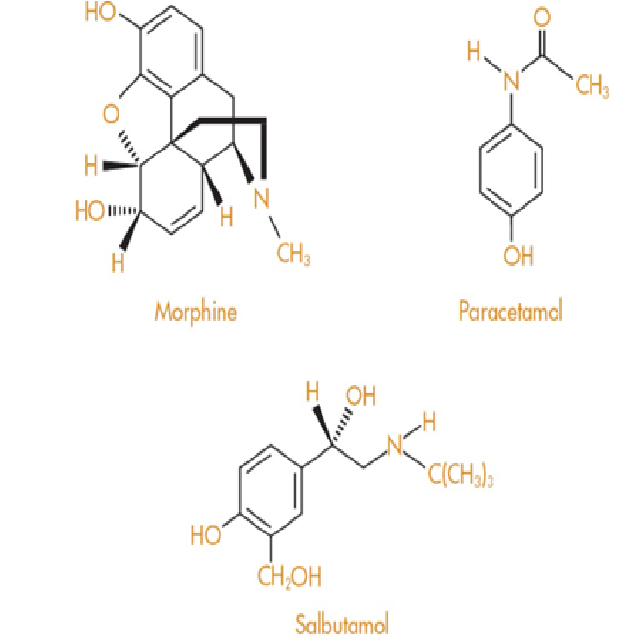 HO
O
H
HO
H
H
N
CH₃
Morphine
O
H
N
CH₃
OH
Paracetamol
H
OH
H
N
C(CH₃)₃
HO
CH₂OH
Salbutamol